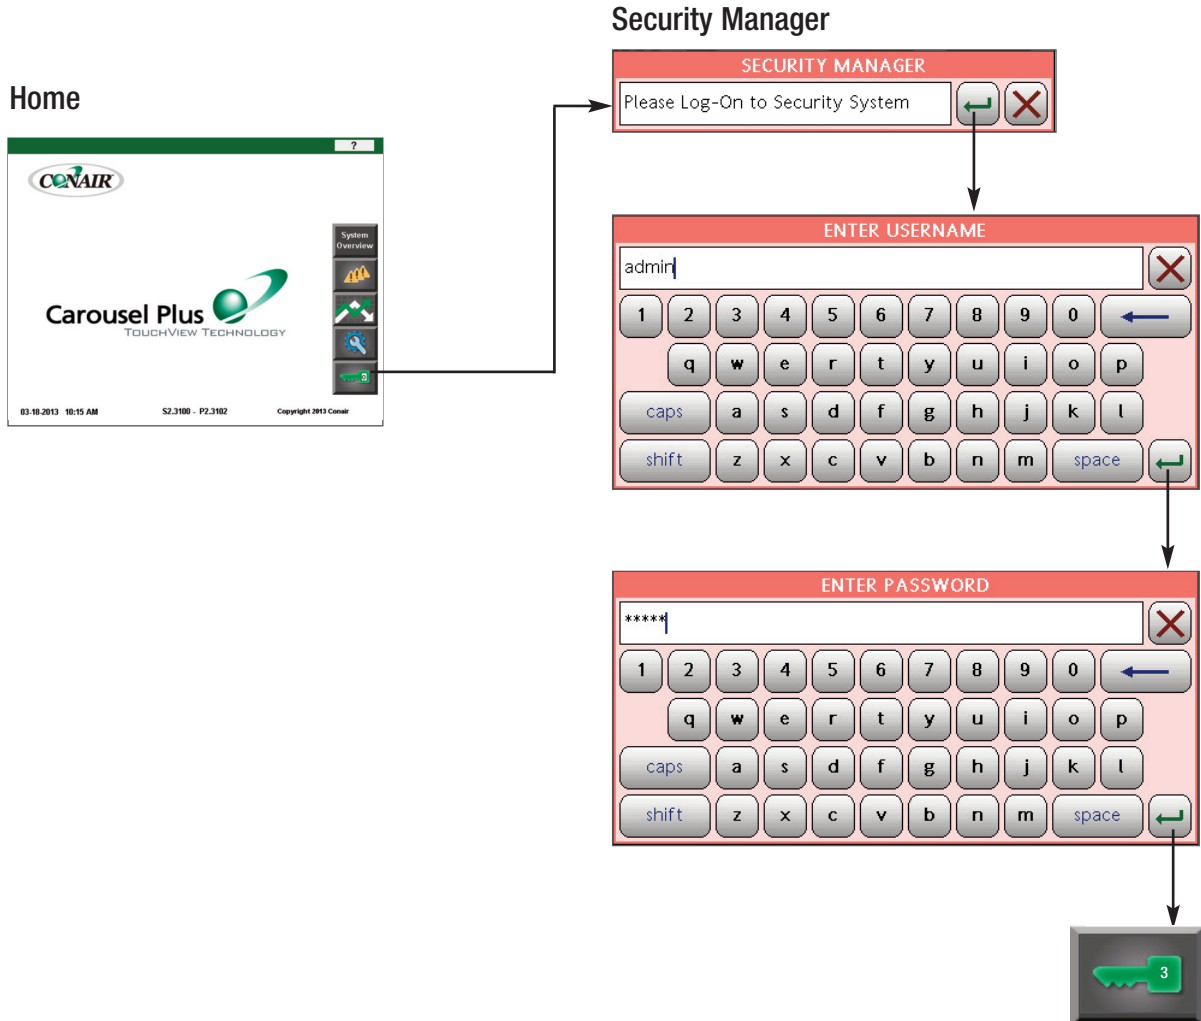 Security Manager
SECURITY MANAGER
Please Log-On to Security System
Home
?
CONAIR
System
Overview
Carousel Plus
TOUCHVIEW TECHNOLOGY
03-18-2013 10:15 AM S2.3100 - P2.3102 Copyright 2013 Conair
ENTER USERNAME
admin
1 2 3 4 5 6 7 8 9 0
q w e r t y u i o p
caps a s d f g h j k l
shift z x c v b n m space
ENTER PASSWORD
*****
1 2 3 4 5 6 7 8 9 0
q w e r t y u i o p
caps a s d f g h j k l
shift z x c v b n m space
3